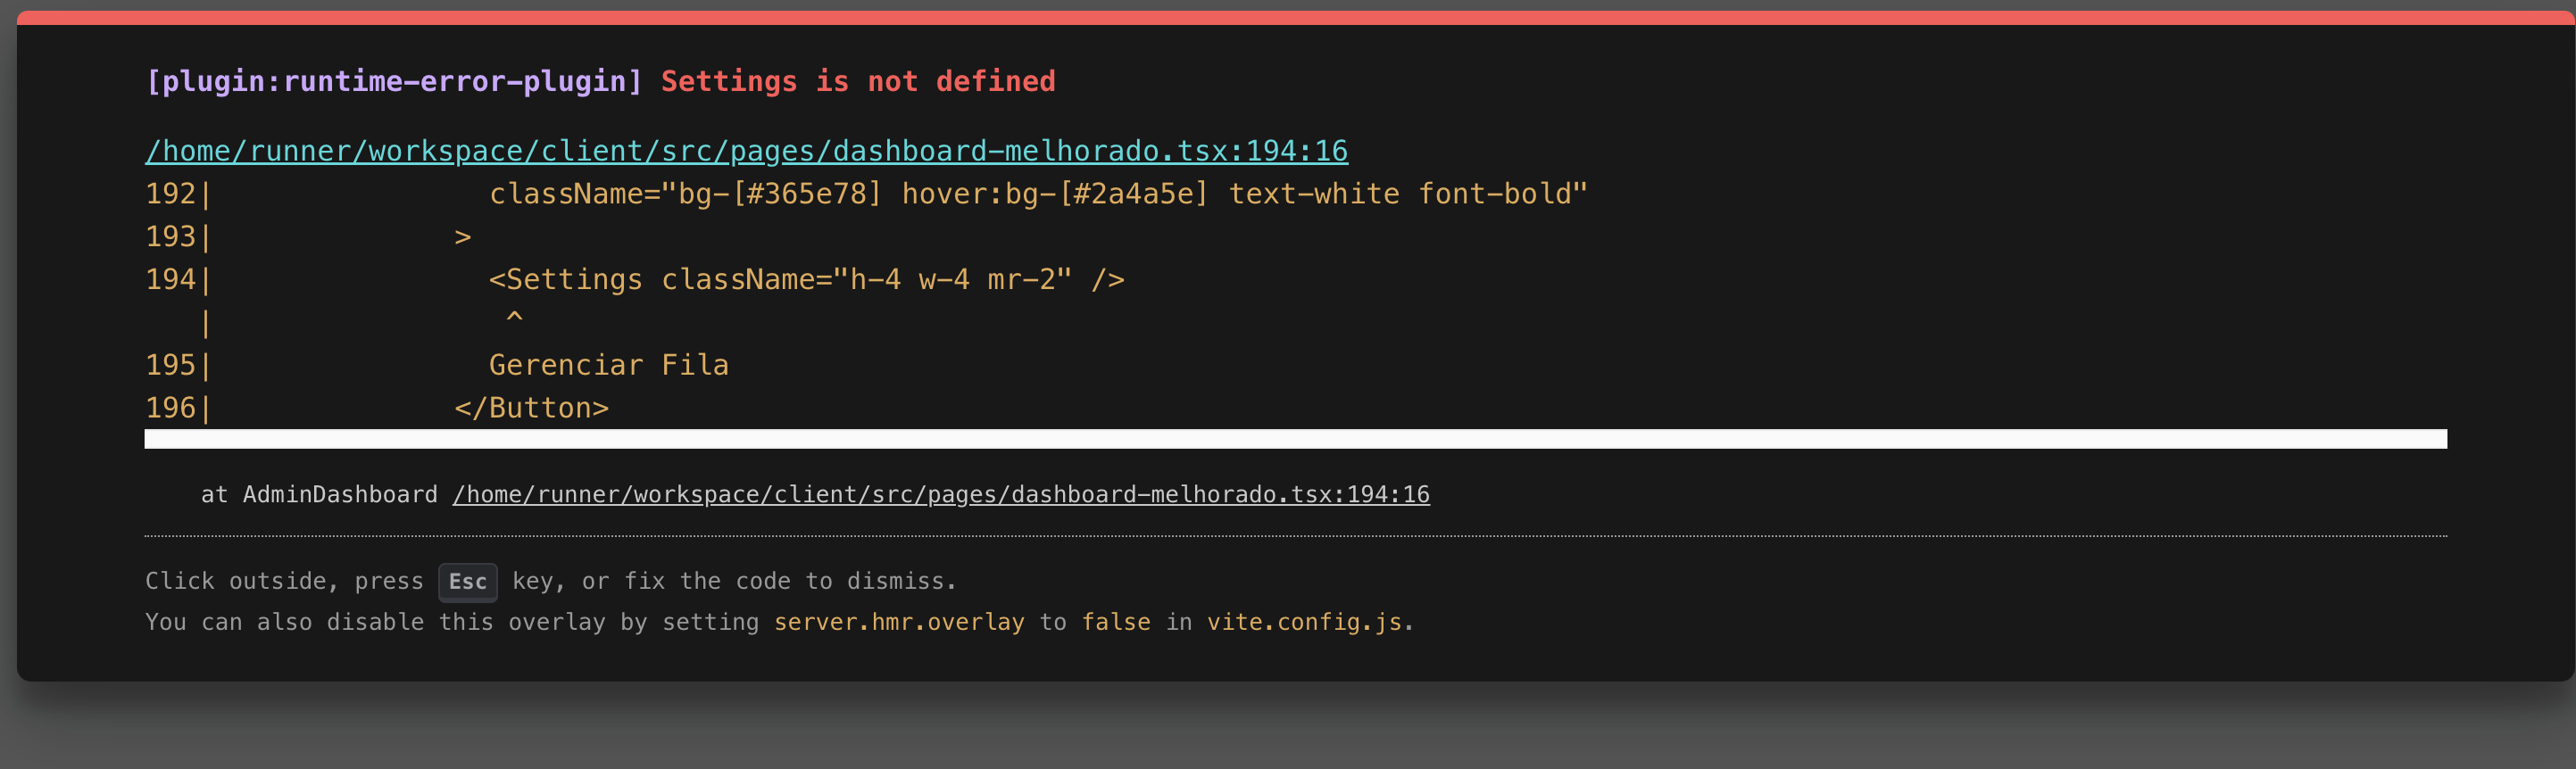 [plugin:runtime-error-plugin] Settings is not defined
/home/runner/workspace/client/src/pages/dashboard-melhorado.tsx:194:16
192|                className="bg-[#365e78] hover:bg-[#2a4a5e] text-white font-bold"
193|              >
194|                <Settings className="h-4 w-4 mr-2" />
   |                 ^
195|                Gerenciar Fila
196|              </Button>
at AdminDashboard /home/runner/workspace/client/src/pages/dashboard-melhorado.tsx:194:16
Click outside, press Esc key, or fix the code to dismiss.
You can also disable this overlay by setting server.hmr.overlay to false in vite.config.js.